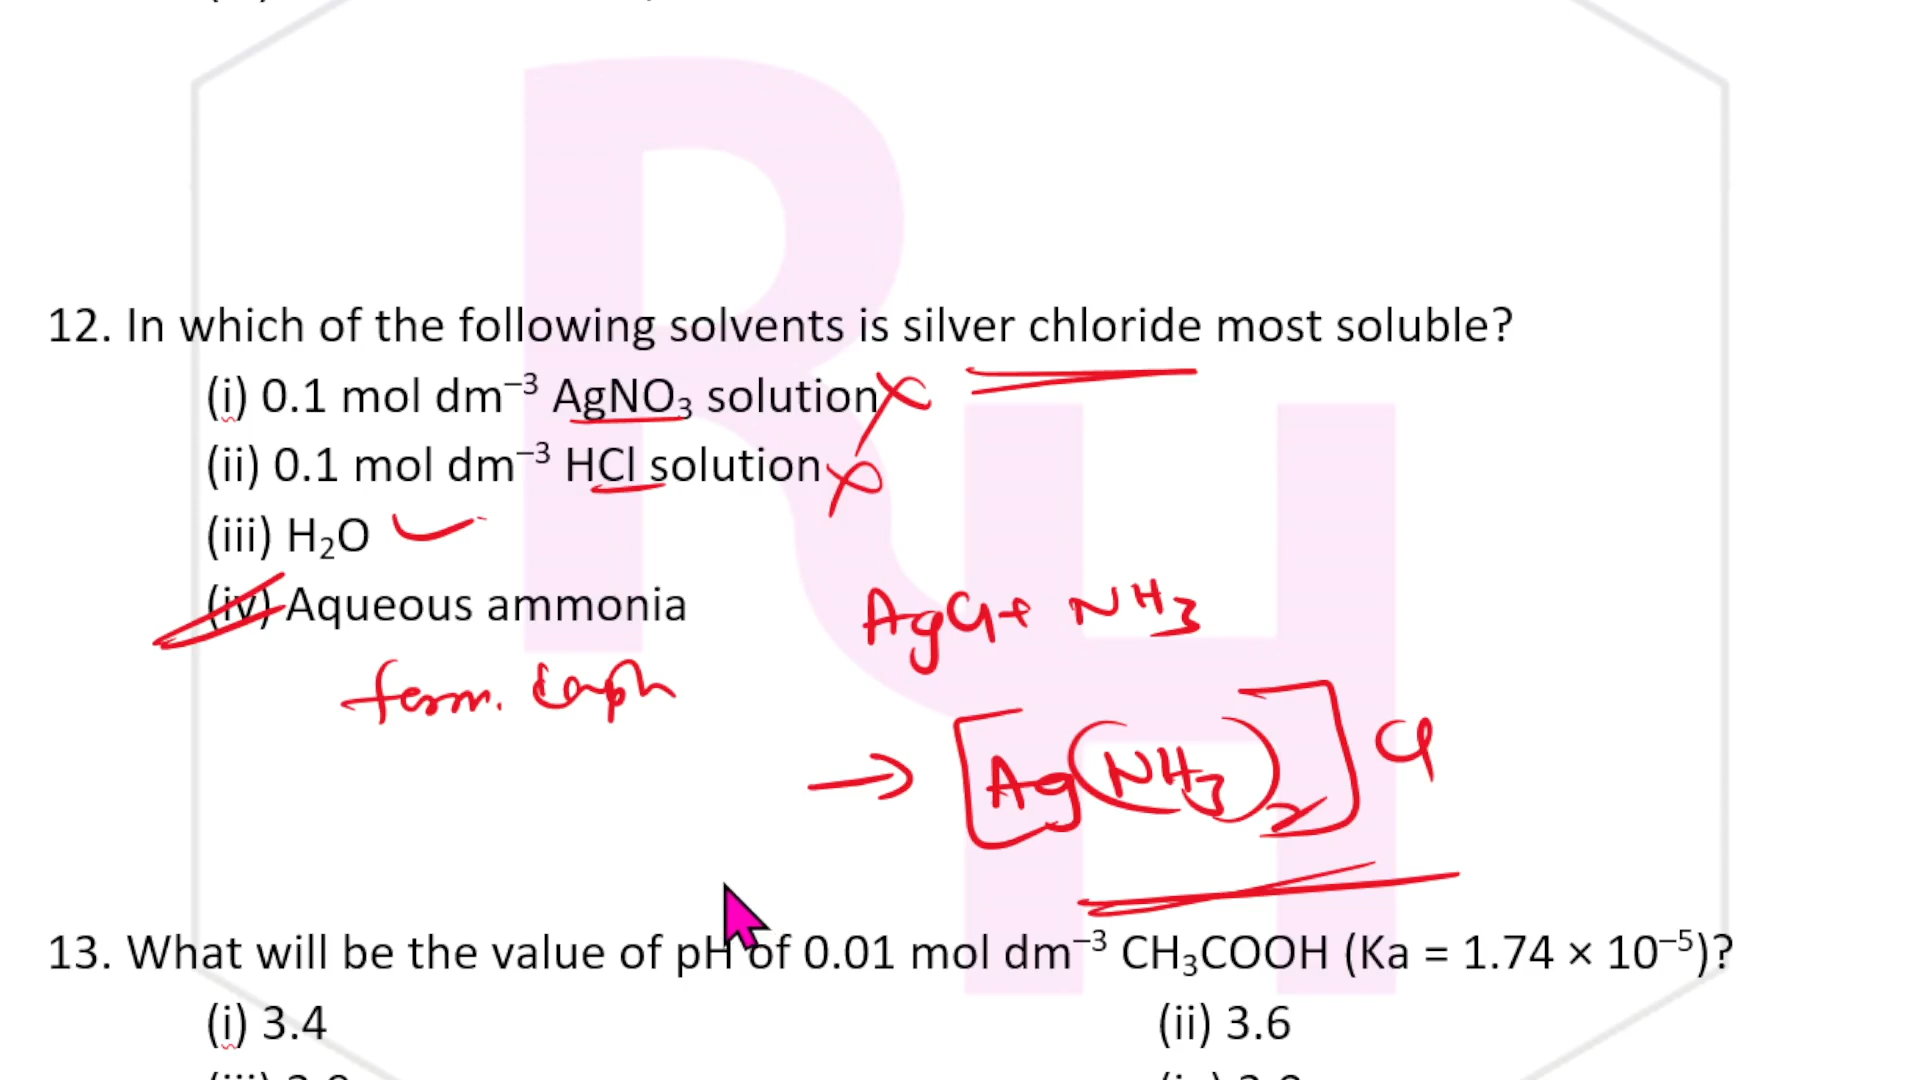 12. In which of the following solvents is silver chloride most soluble?
(i) 0.1 mol dm⁻³ AgNO₃ solution
(ii) 0.1 mol dm⁻³ HCl solution
(iii) H₂O
(iv) Aqueous ammonia
AgCl + NH₃
form.
→ [Ag(NH₃)₂]Cl
13. What will be the value of pH of 0.01 mol dm⁻³ CH₃COOH (Ka = 1.74 × 10⁻⁵)?
(i) 3.4 (ii) 3.6